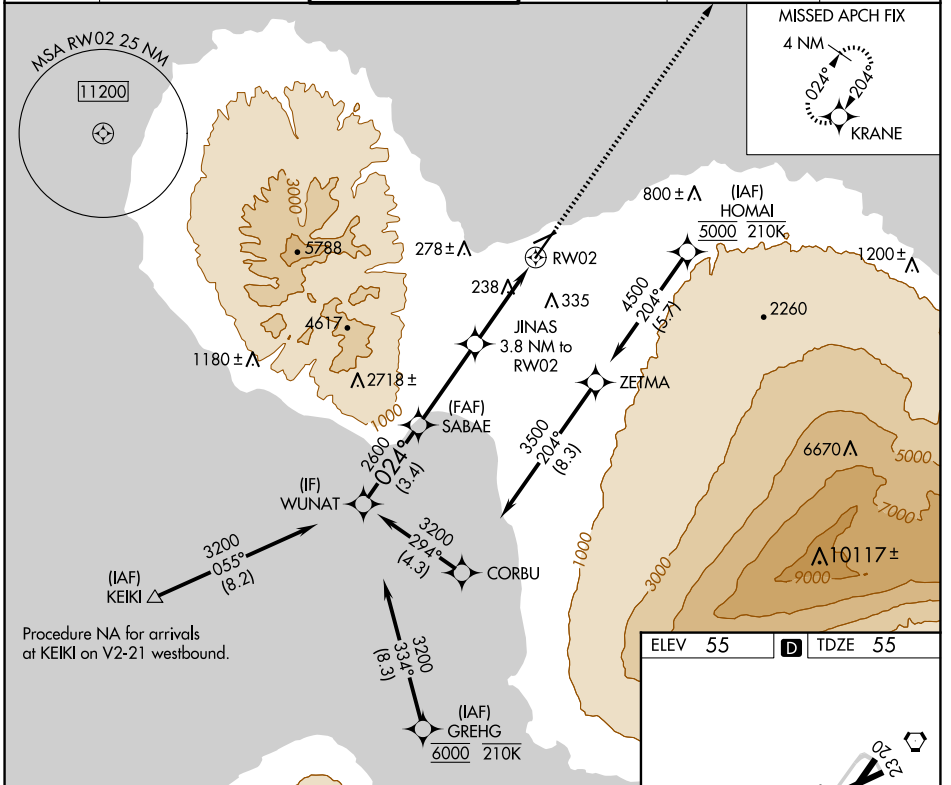 MSA RW02 25 NM
11200
MISSED APCH FIX
4 NM
024°
204°
KRANE
3000
5788
278±
RW02
800±
(IAF)
HOMAI
5000 210K
1200±
238
335
4500
204°
(5.7)
2260
4617
JINAS
3.8 NM to
RW02
1180±
2718±
ZETMA
1000
(FAF)
SABAE
2600
024°
(3.4)
3500
204°
(8.3)
6670
5000
7000
(IF)
WUNAT
3200
055°
(8.2)
3200
294°
(4.3)
CORBU
1000
3000
10117±
9000
(IAF)
KEIKI
Procedure NA for arrivals
at KEIKI on V2-21 westbound.
3200
334°
(8.3)
(IAF)
GREHG
6000 210K
ELEV 55 D TDZE 55
20
23